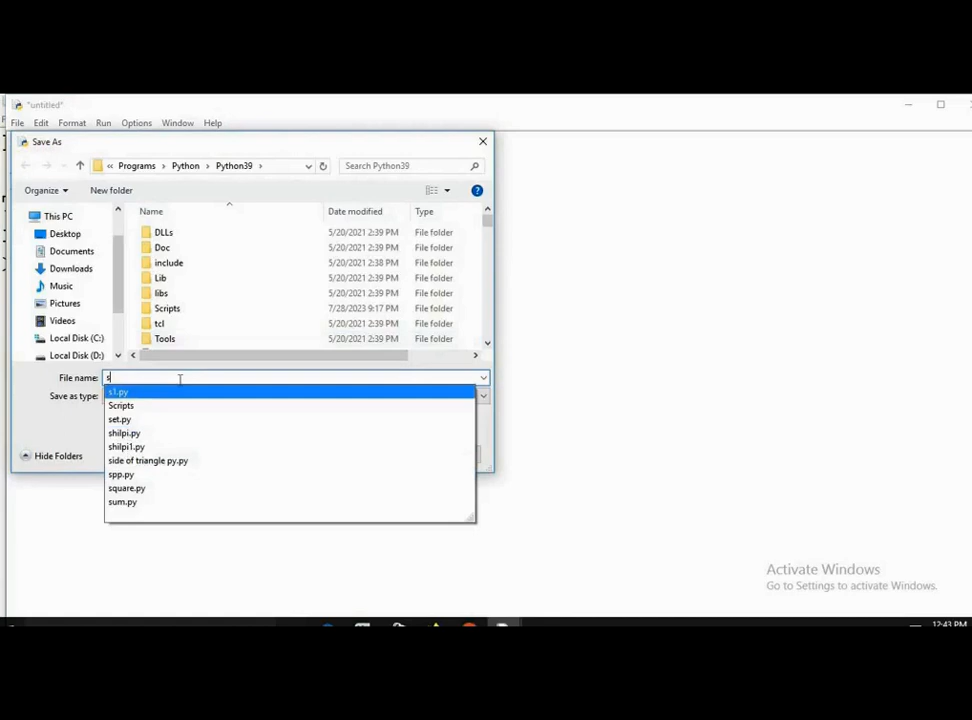 *untitled*
File Edit Format Run Options Window Help
Save As
Programs Python Python39 Search Python39
Organize New folder
Name Date modified Type
This PC
Desktop
Documents
Downloads
Music
Pictures
Videos
Local Disk (C:)
Local Disk (D:)
DLLs 5/20/2021 2:39 PM File folder
Doc 5/20/2021 2:39 PM File folder
include 5/20/2021 2:38 PM File folder
Lib 5/20/2021 2:39 PM File folder
libs 5/20/2021 2:39 PM File folder
Scripts 7/28/2023 9:17 PM File folder
tcl 5/20/2021 2:39 PM File folder
Tools 5/20/2021 2:39 PM File folder
File name: s
Save as type:
s1.py
Scripts
set.py
shilpi.py
shilpi1.py
side of triangle py.py
spp.py
square.py
sum.py
Hide Folders
Activate Windows
Go to Settings to activate Windows.
12:43 PM